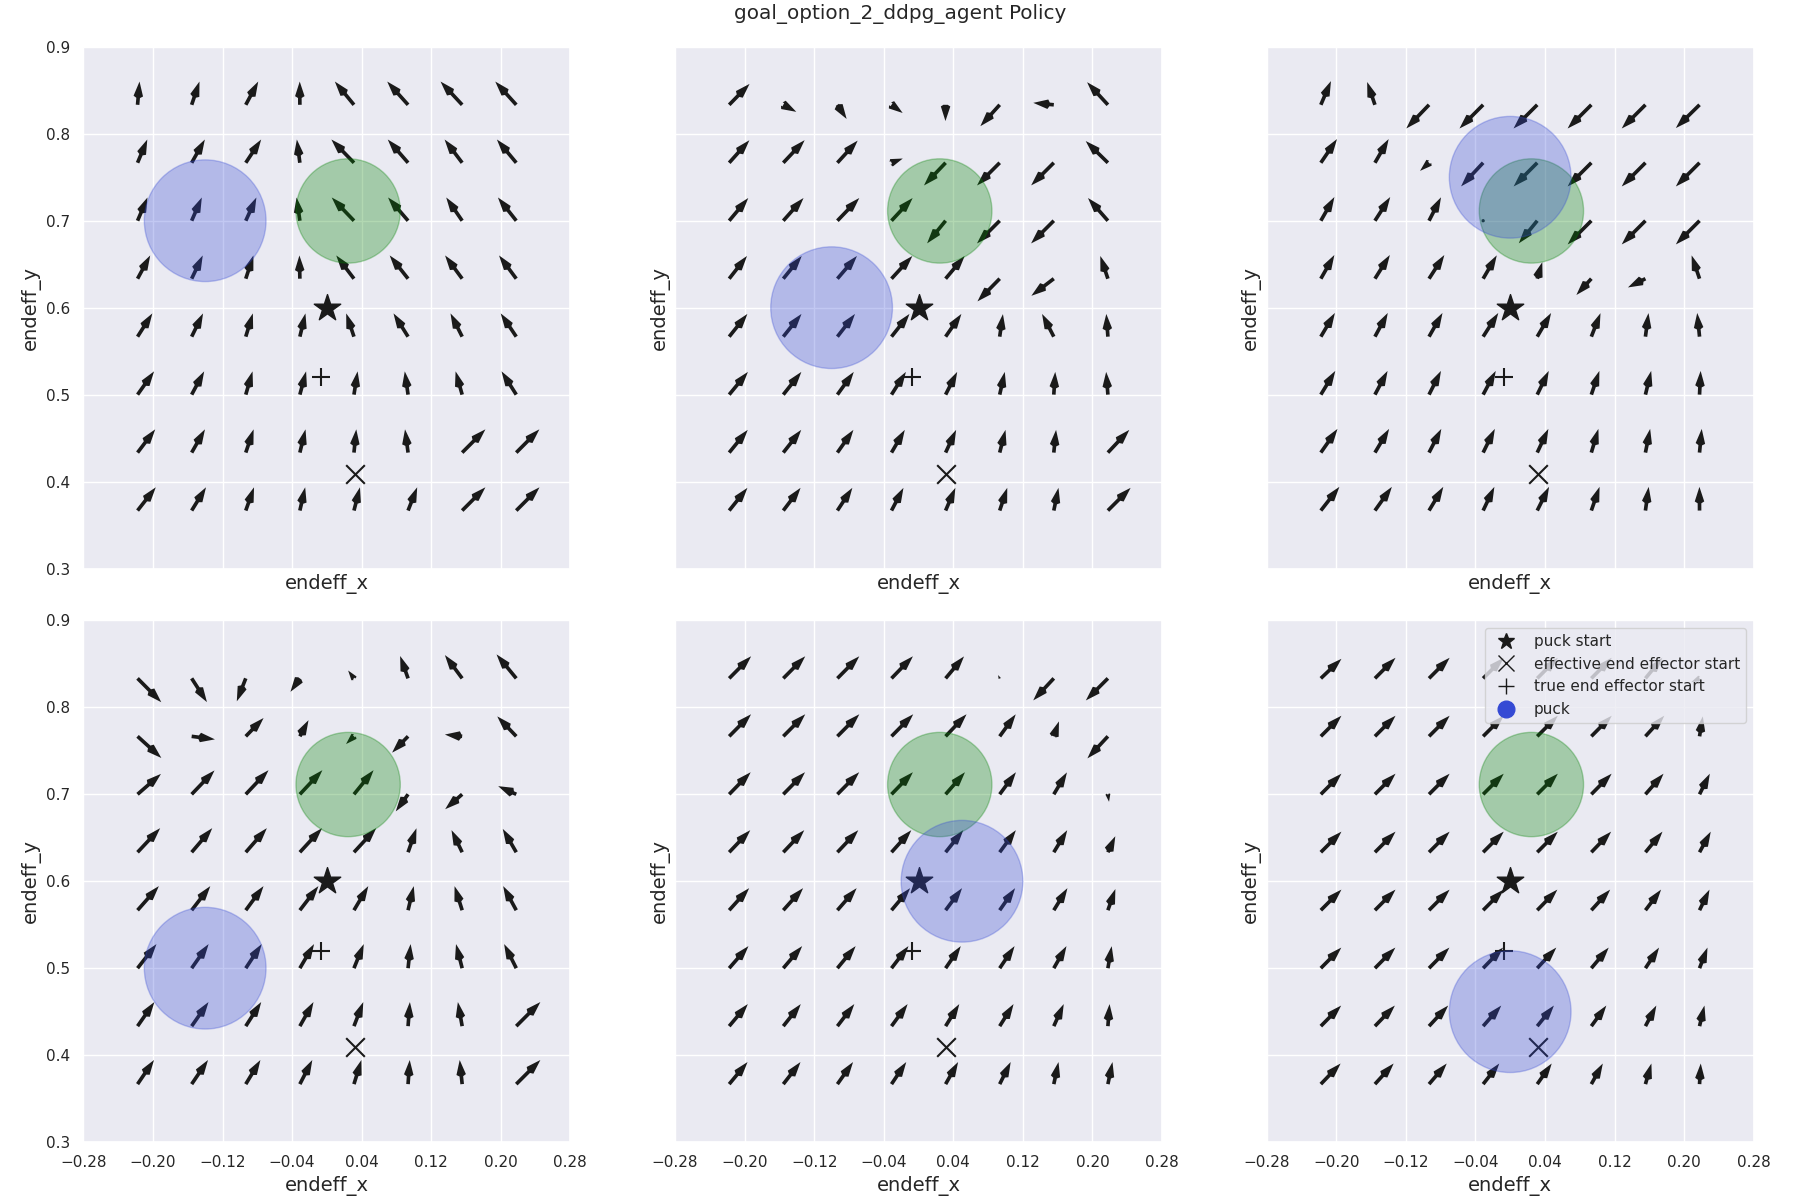 goal_option_2_ddpg_agent Policy
0.9
0.8
0.7
0.6
0.5
0.4
0.3
endeff_y
endeff_x
endeff_y
endeff_x
endeff_y
endeff_x
0.9
0.8
0.7
0.6
0.5
0.4
0.3
endeff_y
−0.28 −0.20 −0.12 −0.04 0.04 0.12 0.20 0.28
endeff_x
endeff_y
−0.28 −0.20 −0.12 −0.04 0.04 0.12 0.20 0.28
endeff_x
puck start
effective end effector start
true end effector start
puck
endeff_y
−0.28 −0.20 −0.12 −0.04 0.04 0.12 0.20 0.28
endeff_x